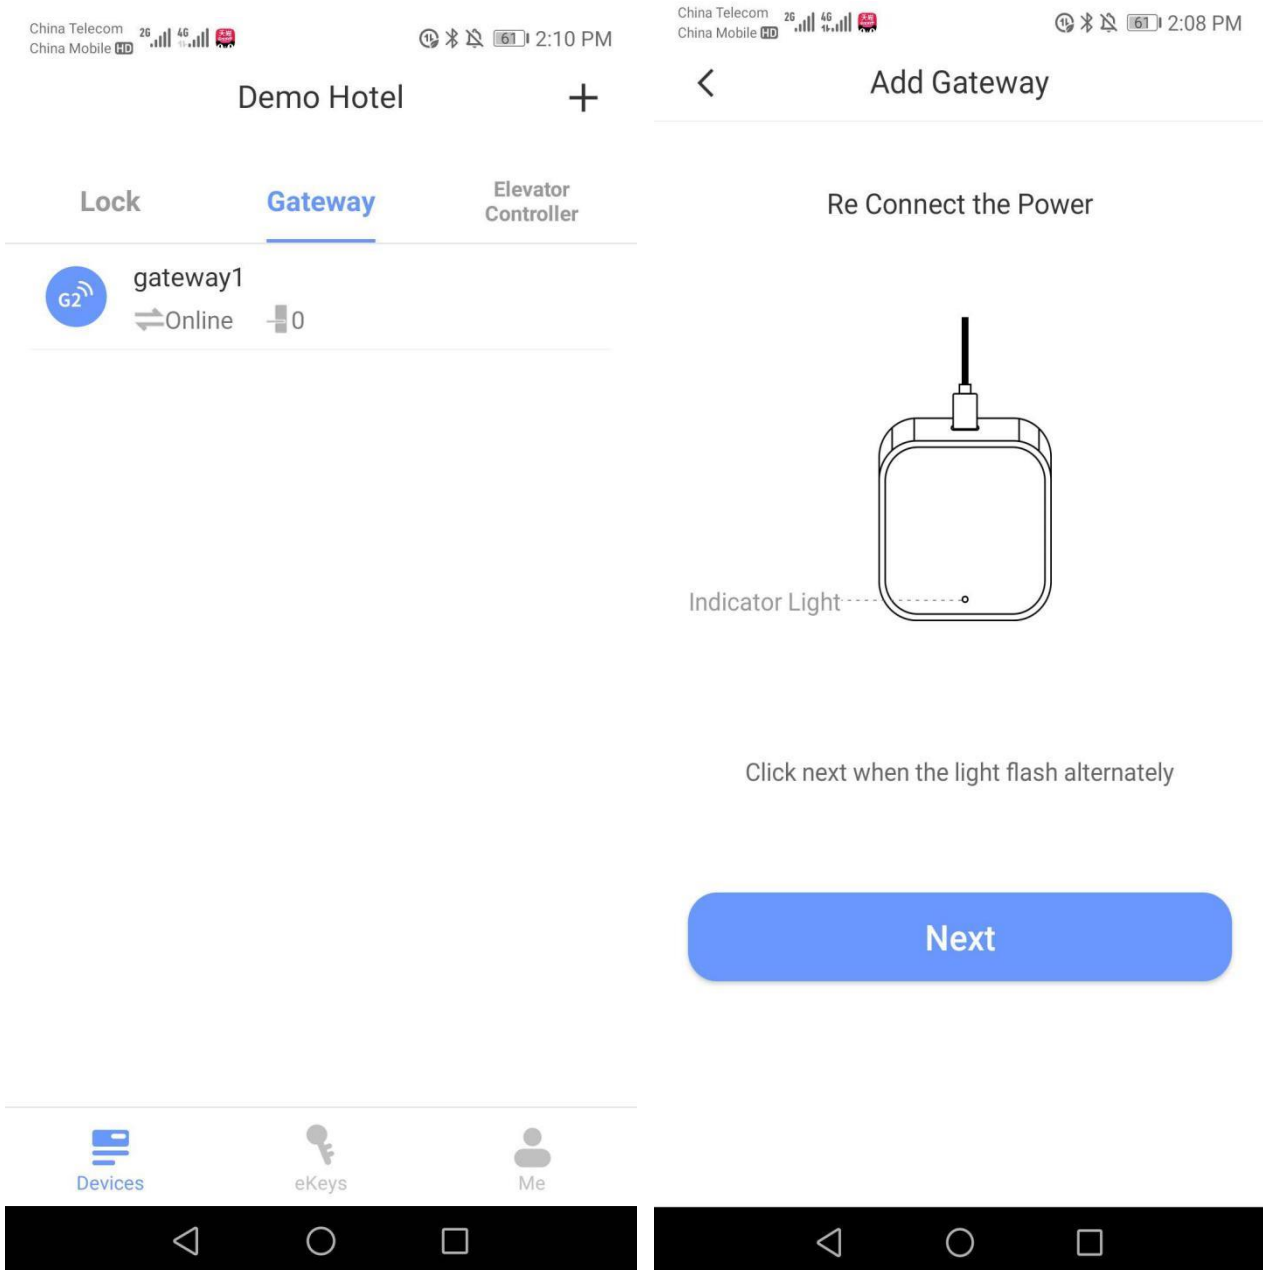 China Telecom 2G 4G
China Mobile HD
61 2:10 PM
Demo Hotel
Lock
Gateway
Elevator
Controller
G2
gateway1
Online 0
Devices
eKeys
Me
China Telecom 2G 4G
China Mobile HD
61 2:08 PM
Add Gateway
Re Connect the Power
Indicator Light
Click next when the light flash alternately
Next